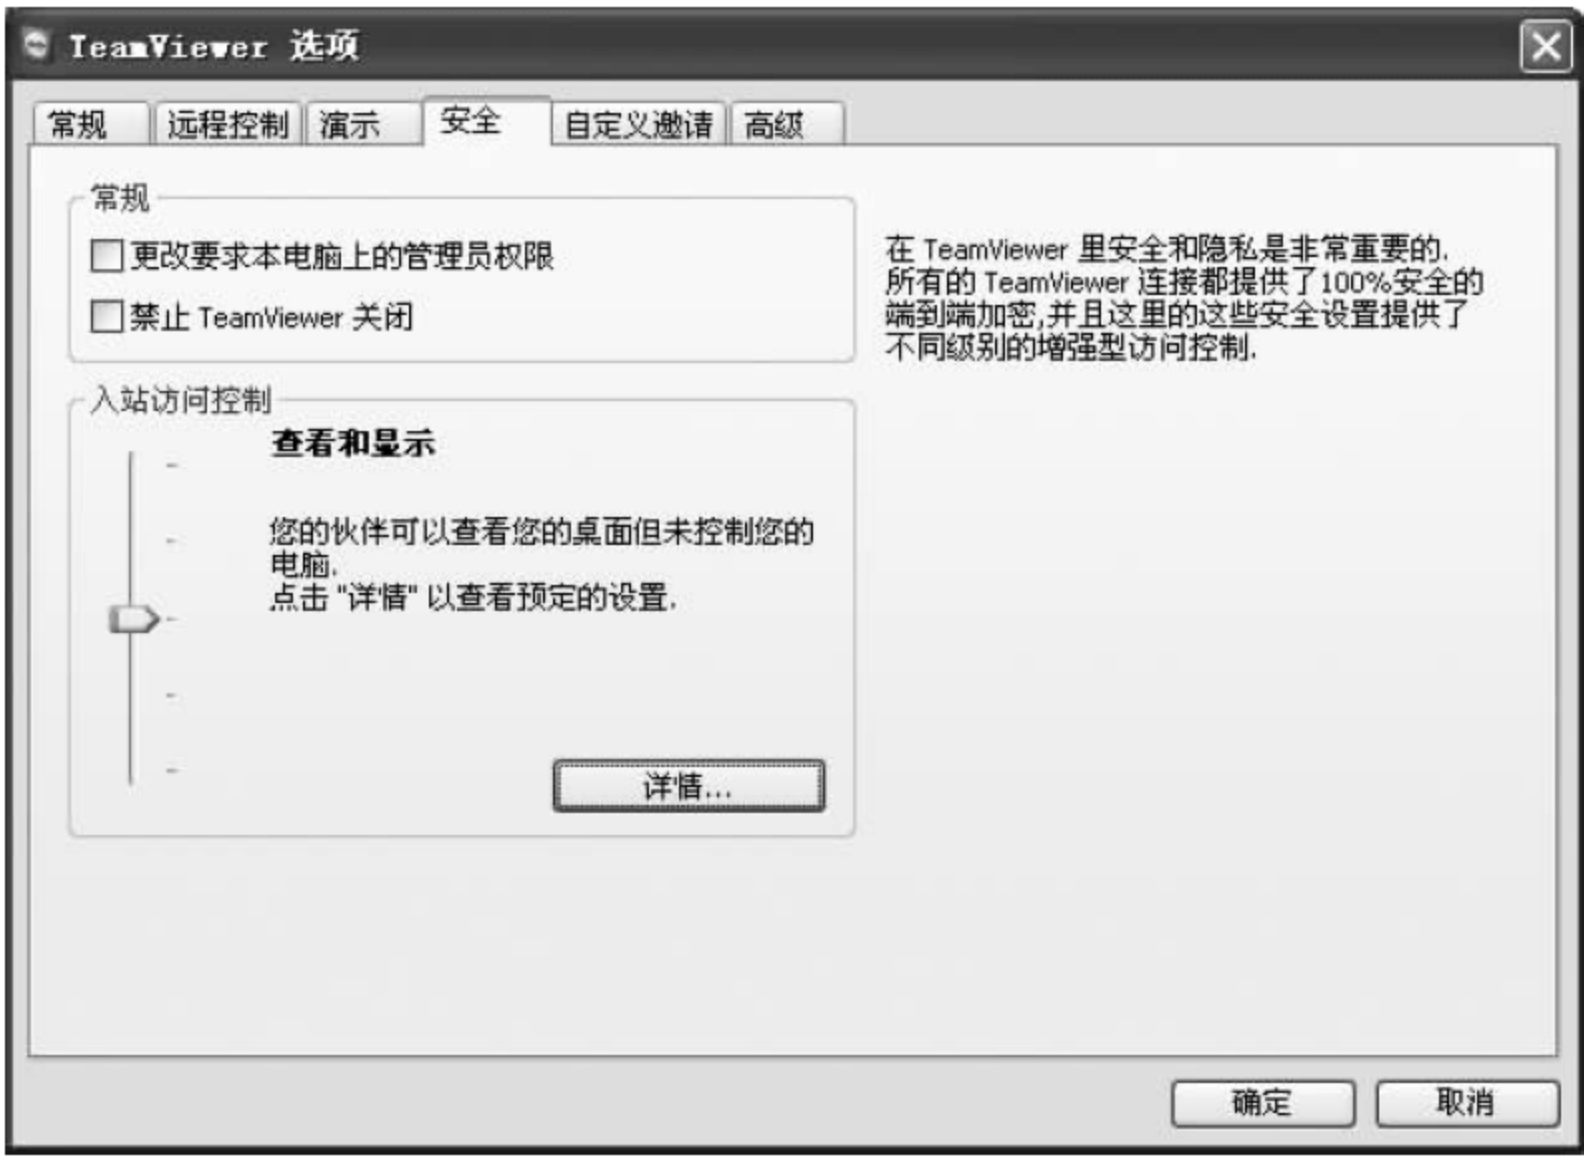 TeamViewer 选项
常规 远程控制 演示 安全 自定义邀请 高级
常规
更改要求本电脑上的管理员权限
禁止 TeamViewer 关闭
在 TeamViewer 里安全和隐私是非常重要的.
所有的 TeamViewer 连接都提供了100%安全的
端到端加密,并且这里的这些安全设置提供了
不同级别的增强型访问控制.
入站访问控制
查看和显示
您的伙伴可以查看您的桌面但未控制您的
电脑.
点击 "详情" 以查看预定的设置.
详情...
确定 取消